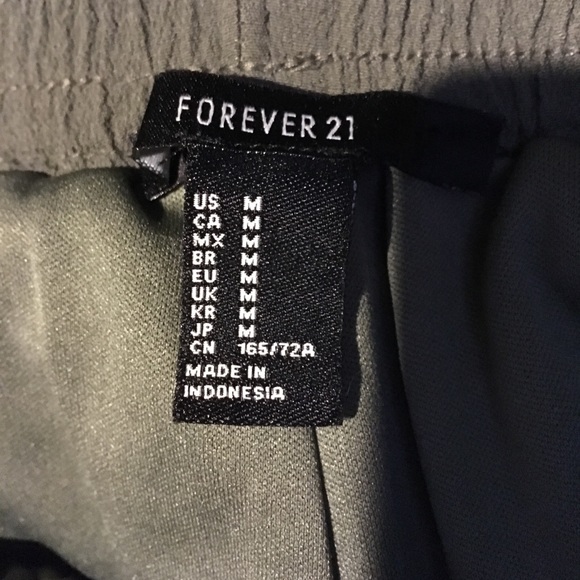 FOREVER 21
US M
CA M
MX M
BR M
EU M
UK M
KR M
JP M
CN 165/72A
MADE IN
INDONESIA